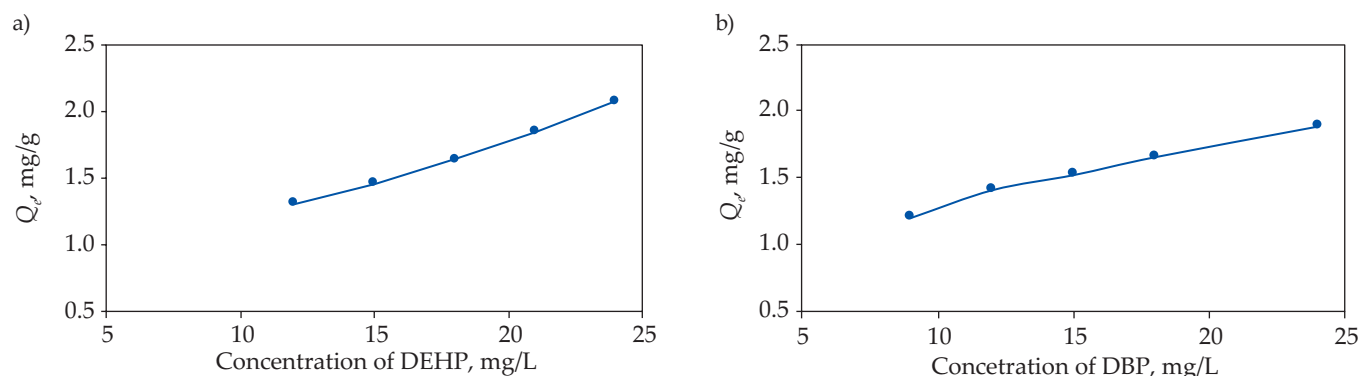 a)
2.5
2.0
1.5
1.0
0.5
Qe, mg/g
5 10 15 20 25
Concentration of DEHP, mg/L
b)
2.5
2.0
1.5
1.0
0.5
Qe, mg/g
5 10 15 20 25
Concetration of DBP, mg/L